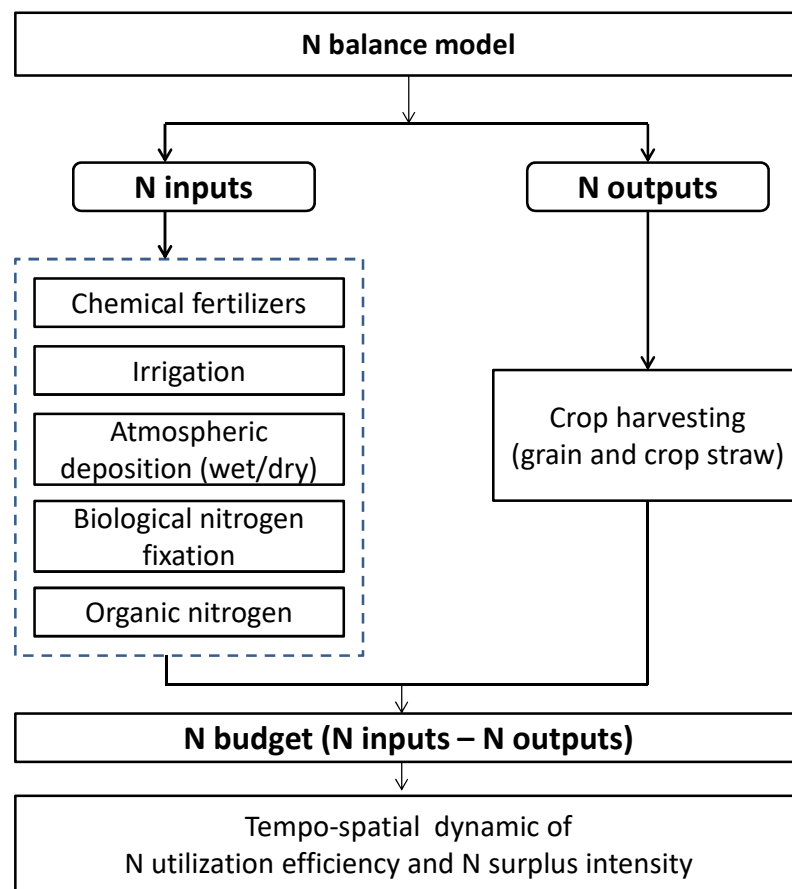 N balance model
N inputs
N outputs
Chemical fertilizers
Irrigation
Atmospheric
deposition (wet/dry)
Biological nitrogen
fixation
Organic nitrogen
Crop harvesting
(grain and crop straw)
N budget (N inputs – N outputs)
Tempo-spatial dynamic of
N utilization efficiency and N surplus intensity